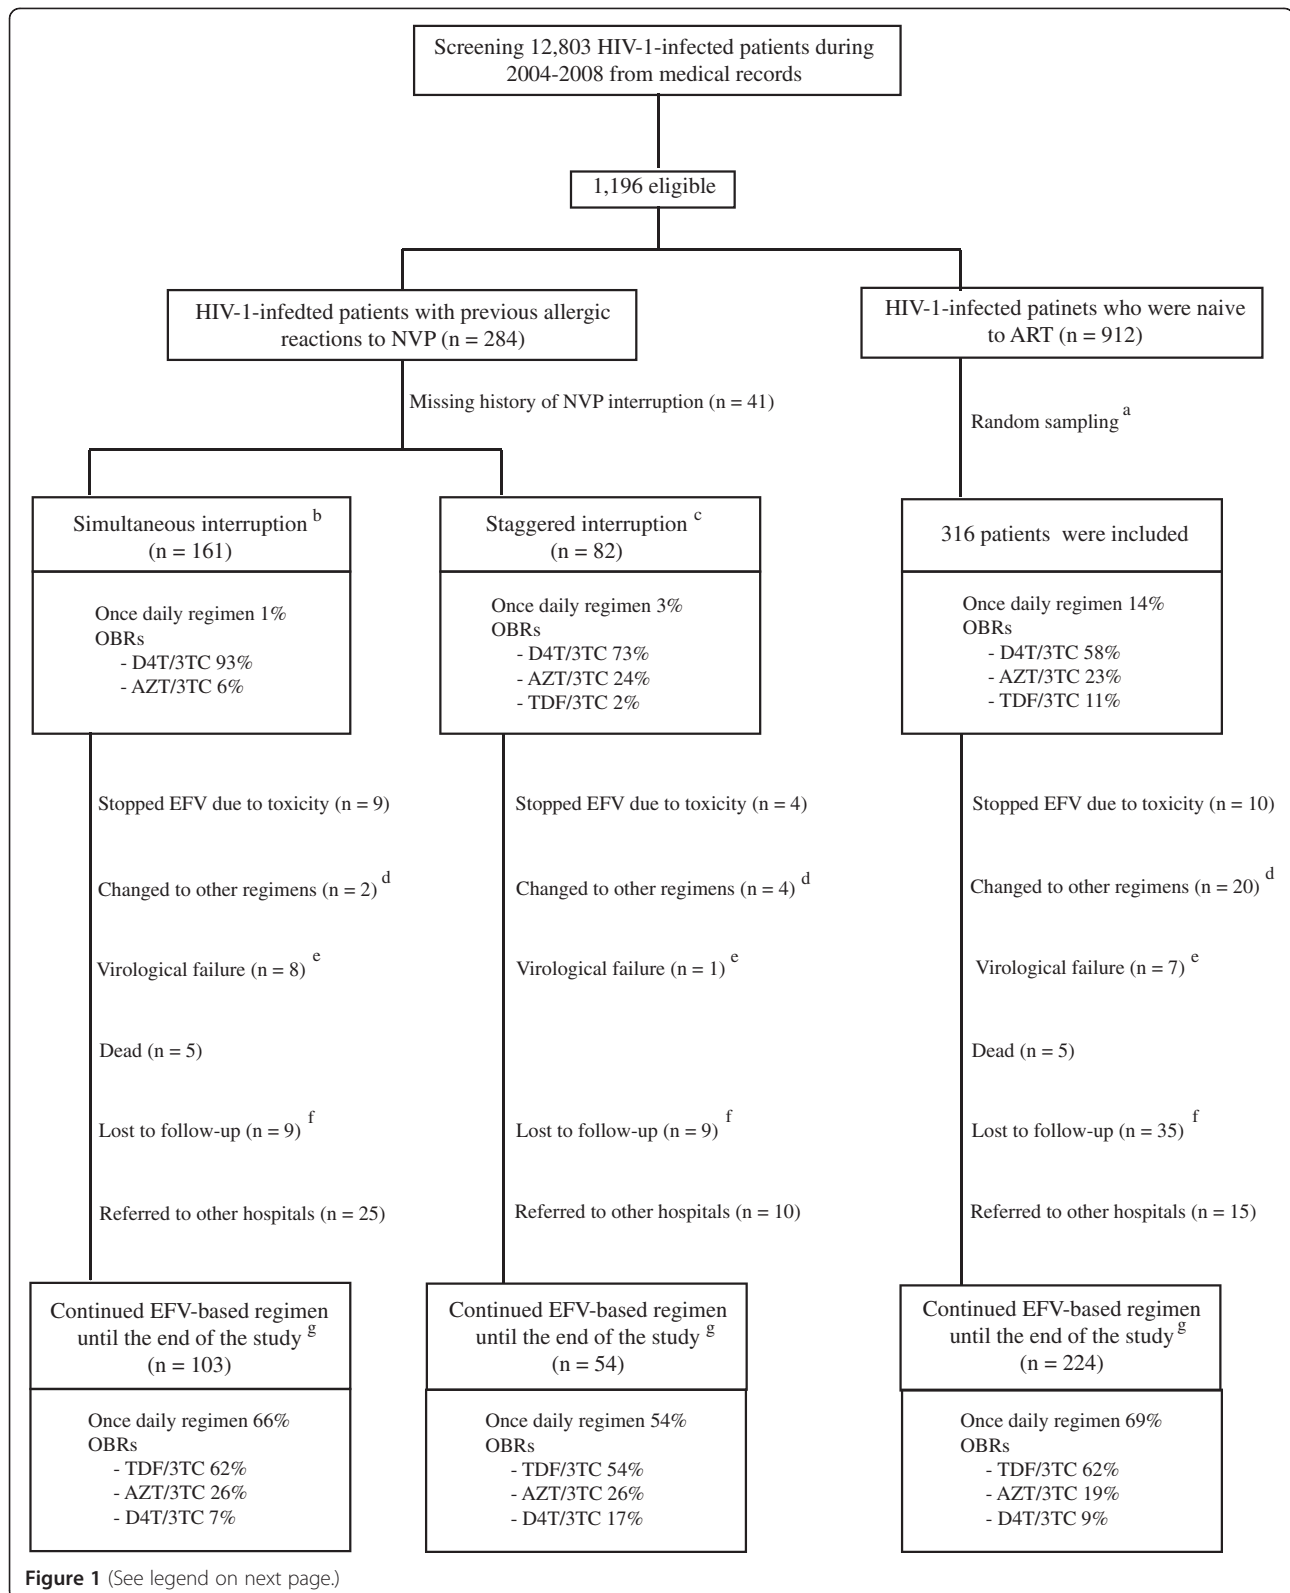 Screening 12,803 HIV-1-infected patients during
2004-2008 from medical records
1,196 eligible
HIV-1-infedted patients with previous allergic
reactions to NVP (n = 284)
HIV-1-infected patinets who were naive
to ART (n = 912)
Missing history of NVP interruption (n = 41)
Random sampling a
Simultaneous interruption b
(n = 161)
Once daily regimen 1%
OBRs
- D4T/3TC 93%
- AZT/3TC 6%
Staggered interruption c
(n = 82)
Once daily regimen 3%
OBRs
- D4T/3TC 73%
- AZT/3TC 24%
- TDF/3TC 2%
316 patients were included
Once daily regimen 14%
OBRs
- D4T/3TC 58%
- AZT/3TC 23%
- TDF/3TC 11%
Stopped EFV due to toxicity (n = 9)
Changed to other regimens (n = 2) d
Virological failure (n = 8) e
Dead (n = 5)
Lost to follow-up (n = 9) f
Referred to other hospitals (n = 25)
Stopped EFV due to toxicity (n = 4)
Changed to other regimens (n = 4) d
Virological failure (n = 1) e
Lost to follow-up (n = 9) f
Referred to other hospitals (n = 10)
Stopped EFV due to toxicity (n = 10)
Changed to other regimens (n = 20) d
Virological failure (n = 7) e
Dead (n = 5)
Lost to follow-up (n = 35) f
Referred to other hospitals (n = 15)
Continued EFV-based regimen
until the end of the study g
(n = 103)
Once daily regimen 66%
OBRs
- TDF/3TC 62%
- AZT/3TC 26%
- D4T/3TC 7%
Continued EFV-based regimen
until the end of the study g
(n = 54)
Once daily regimen 54%
OBRs
- TDF/3TC 54%
- AZT/3TC 26%
- D4T/3TC 17%
Continued EFV-based regimen
until the end of the study g
(n = 224)
Once daily regimen 69%
OBRs
- TDF/3TC 62%
- AZT/3TC 19%
- D4T/3TC 9%
Figure 1 (See legend on next page.)